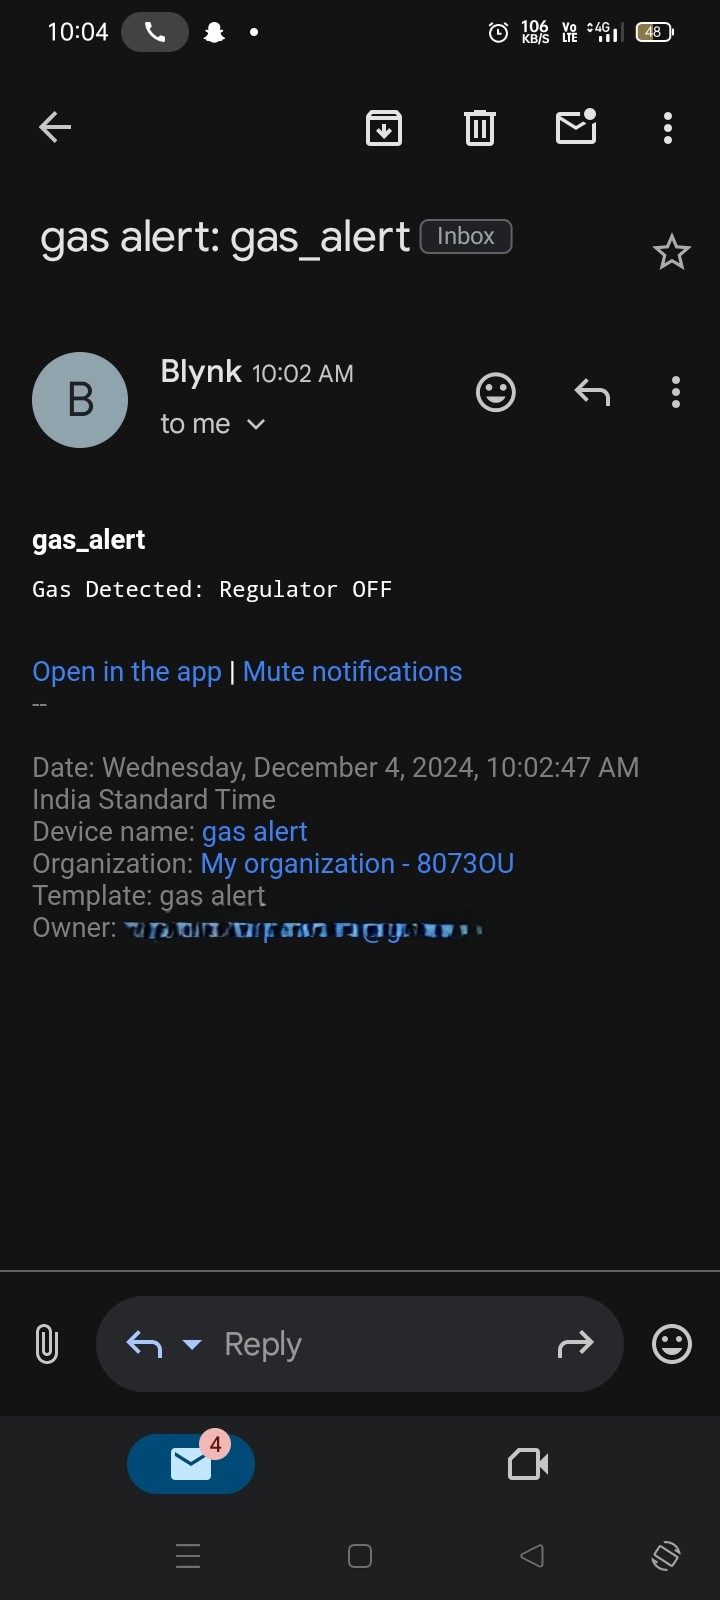 10:04
106
KB/S
Vo
LTE
4G
48
gas alert: gas_alert Inbox
B
Blynk 10:02 AM
to me
gas_alert
Gas Detected: Regulator OFF
Open in the app | Mute notifications
--
Date: Wednesday, December 4, 2024, 10:02:47 AM
India Standard Time
Device name: gas alert
Organization: My organization - 8073OU
Template: gas alert
Owner:
Reply
4